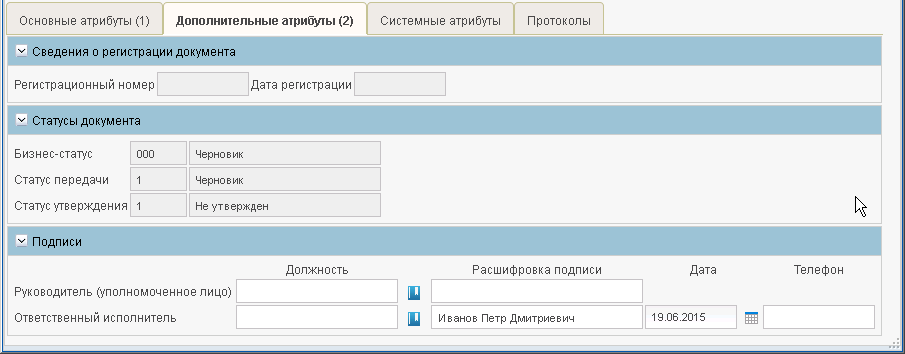 Основные атрибуты (1) Дополнительные атрибуты (2) Системные атрибуты Протоколы
Сведения о регистрации документа
Регистрационный номер Дата регистрации
Статусы документа
Бизнес-статус 000 Черновик
Статус передачи 1 Черновик
Статус утверждения 1 Не утвержден
Подписи
Должность Расшифровка подписи Дата Телефон
Руководитель (уполномоченное лицо)
Ответственный исполнитель Иванов Петр Дмитриевич 19.06.2015